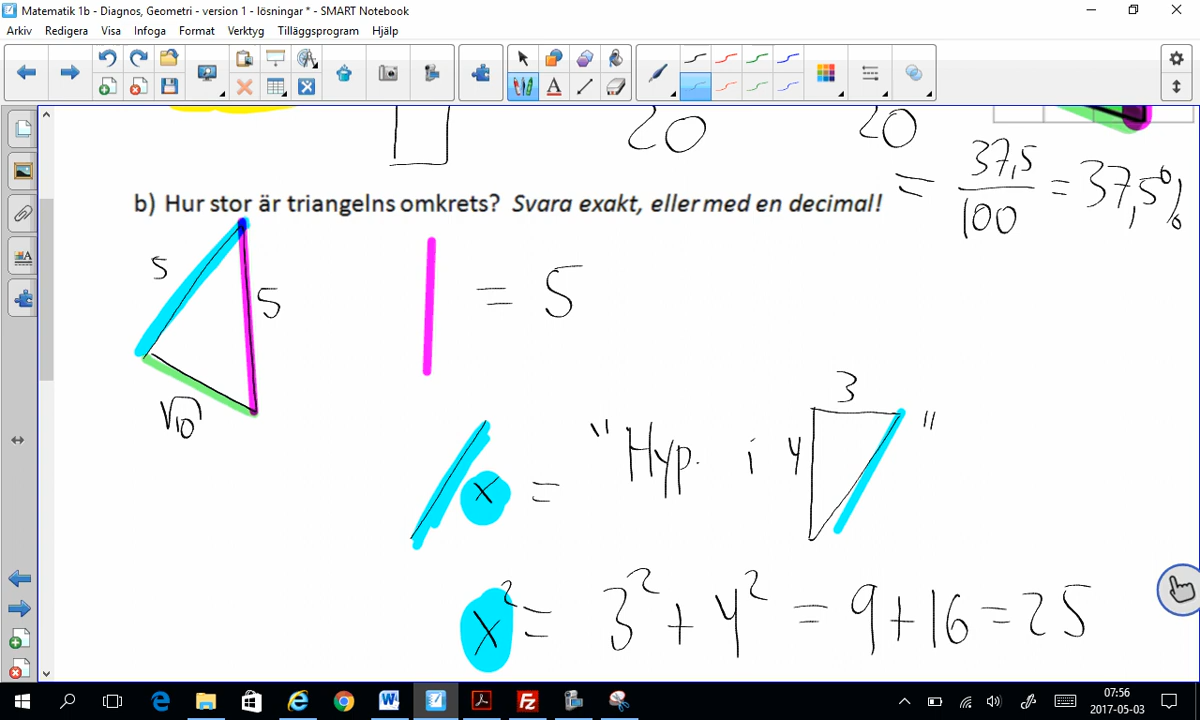 Matematik 1b - Diagnos, Geometri - version 1 - lösningar * - SMART Notebook
Arkiv Redigera Visa Infoga Format Verktyg Tilläggsprogram Hjälp
20 20
= 37,5/100 = 37,5%
b) Hur stor är triangelns omkrets? Svara exakt, eller med en decimal!
5
5
= 5
√10
3
x = "Hyp. i 4 "
x² = 3² + 4² = 9 + 16 = 25
07:56
2017-05-03